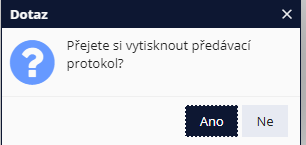 Dotaz
Přejete si vytisknout předávací
protokol?
Ano
Ne